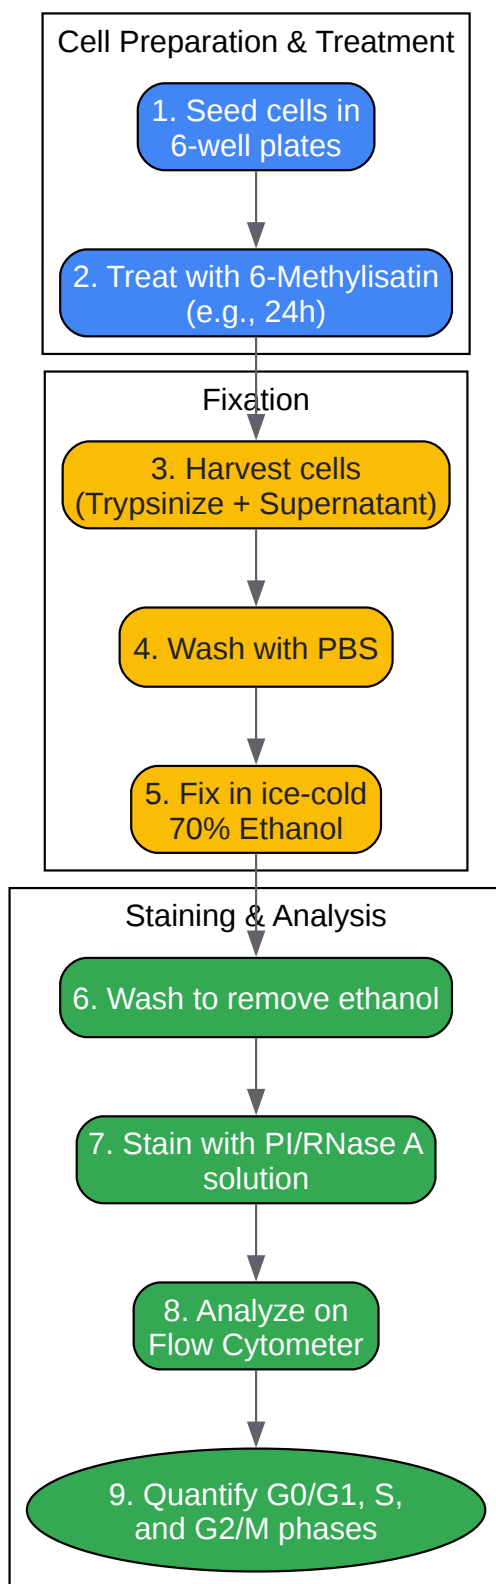 Cell Preparation & Treatment
1. Seed cells in
6-well plates
2. Treat with 6-Methylisatin
(e.g., 24h)
Fixation
3. Harvest cells
(Trypsinize + Supernatant)
4. Wash with PBS
5. Fix in ice-cold
70% Ethanol
Staining & Analysis
6. Wash to remove ethanol
7. Stain with PI/RNase A
solution
8. Analyze on
Flow Cytometer
9. Quantify G0/G1, S,
and G2/M phases